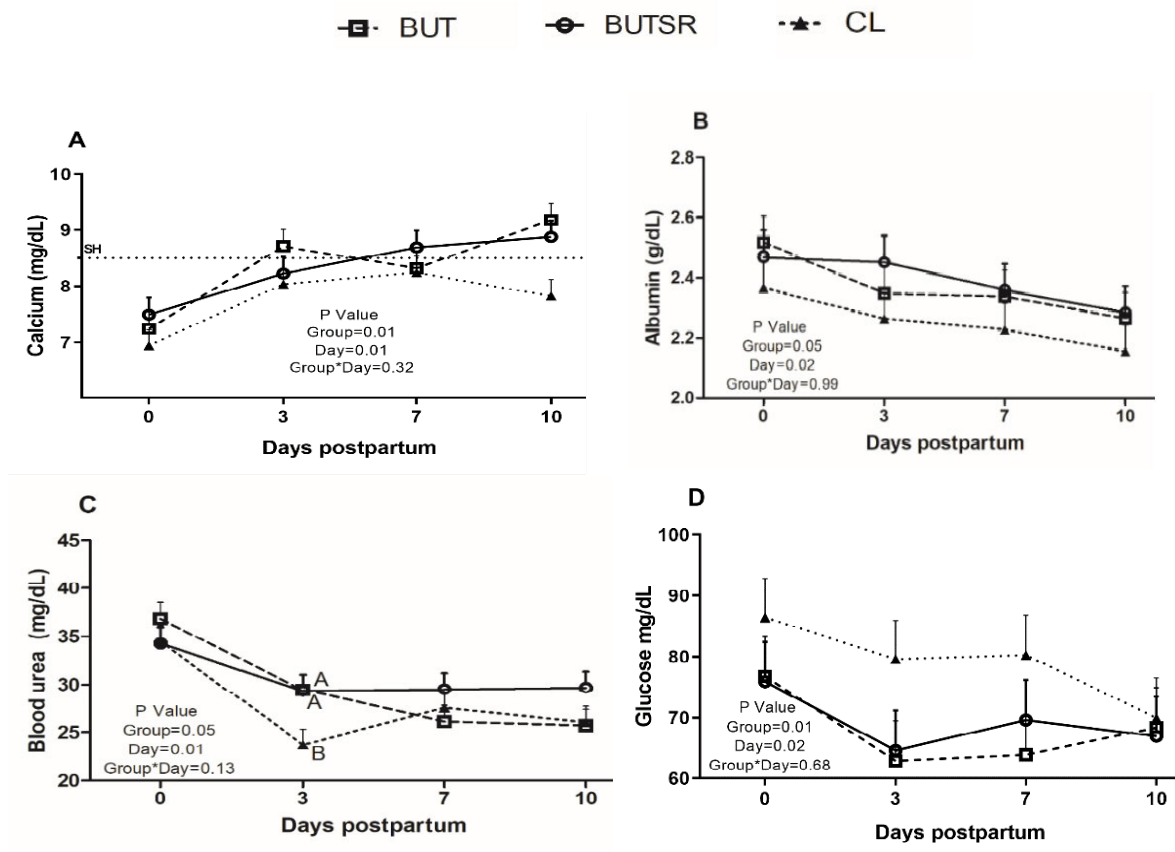 BUT BUTSR CL
A
Calcium (mg/dL)
10
9
8
7
SH
P Value
Group=0.01
Day=0.01
Group*Day=0.32
0 3 7 10
Days postpartum
B
Albumin (g/dL)
2.8
2.6
2.4
2.2
2.0
P Value
Group=0.05
Day=0.02
Group*Day=0.99
0 3 7 10
Days postpartum
C
Blood urea (mg/dL)
45
40
35
30
25
20
A
A
B
P Value
Group=0.05
Day=0.01
Group*Day=0.13
0 3 7 10
Days postpartum
D
Glucose mg/dL
100
90
80
70
60
P Value
Group=0.01
Day=0.02
Group*Day=0.68
0 3 7 10
Days postpartum